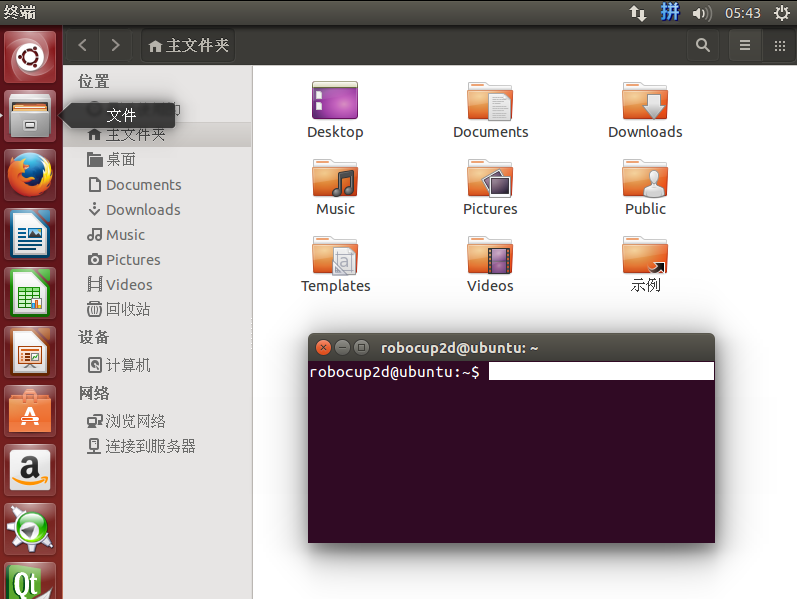 终端
拼
05:43
主文件夹
位置
文件
主文件夹
桌面
Documents
Downloads
Music
Pictures
Videos
回收站
设备
计算机
网络
浏览网络
连接到服务器
Desktop
Documents
Downloads
Music
Pictures
Public
Templates
Videos
示例
robocup2d@ubuntu: ~
robocup2d@ubuntu:~$
a
Qt